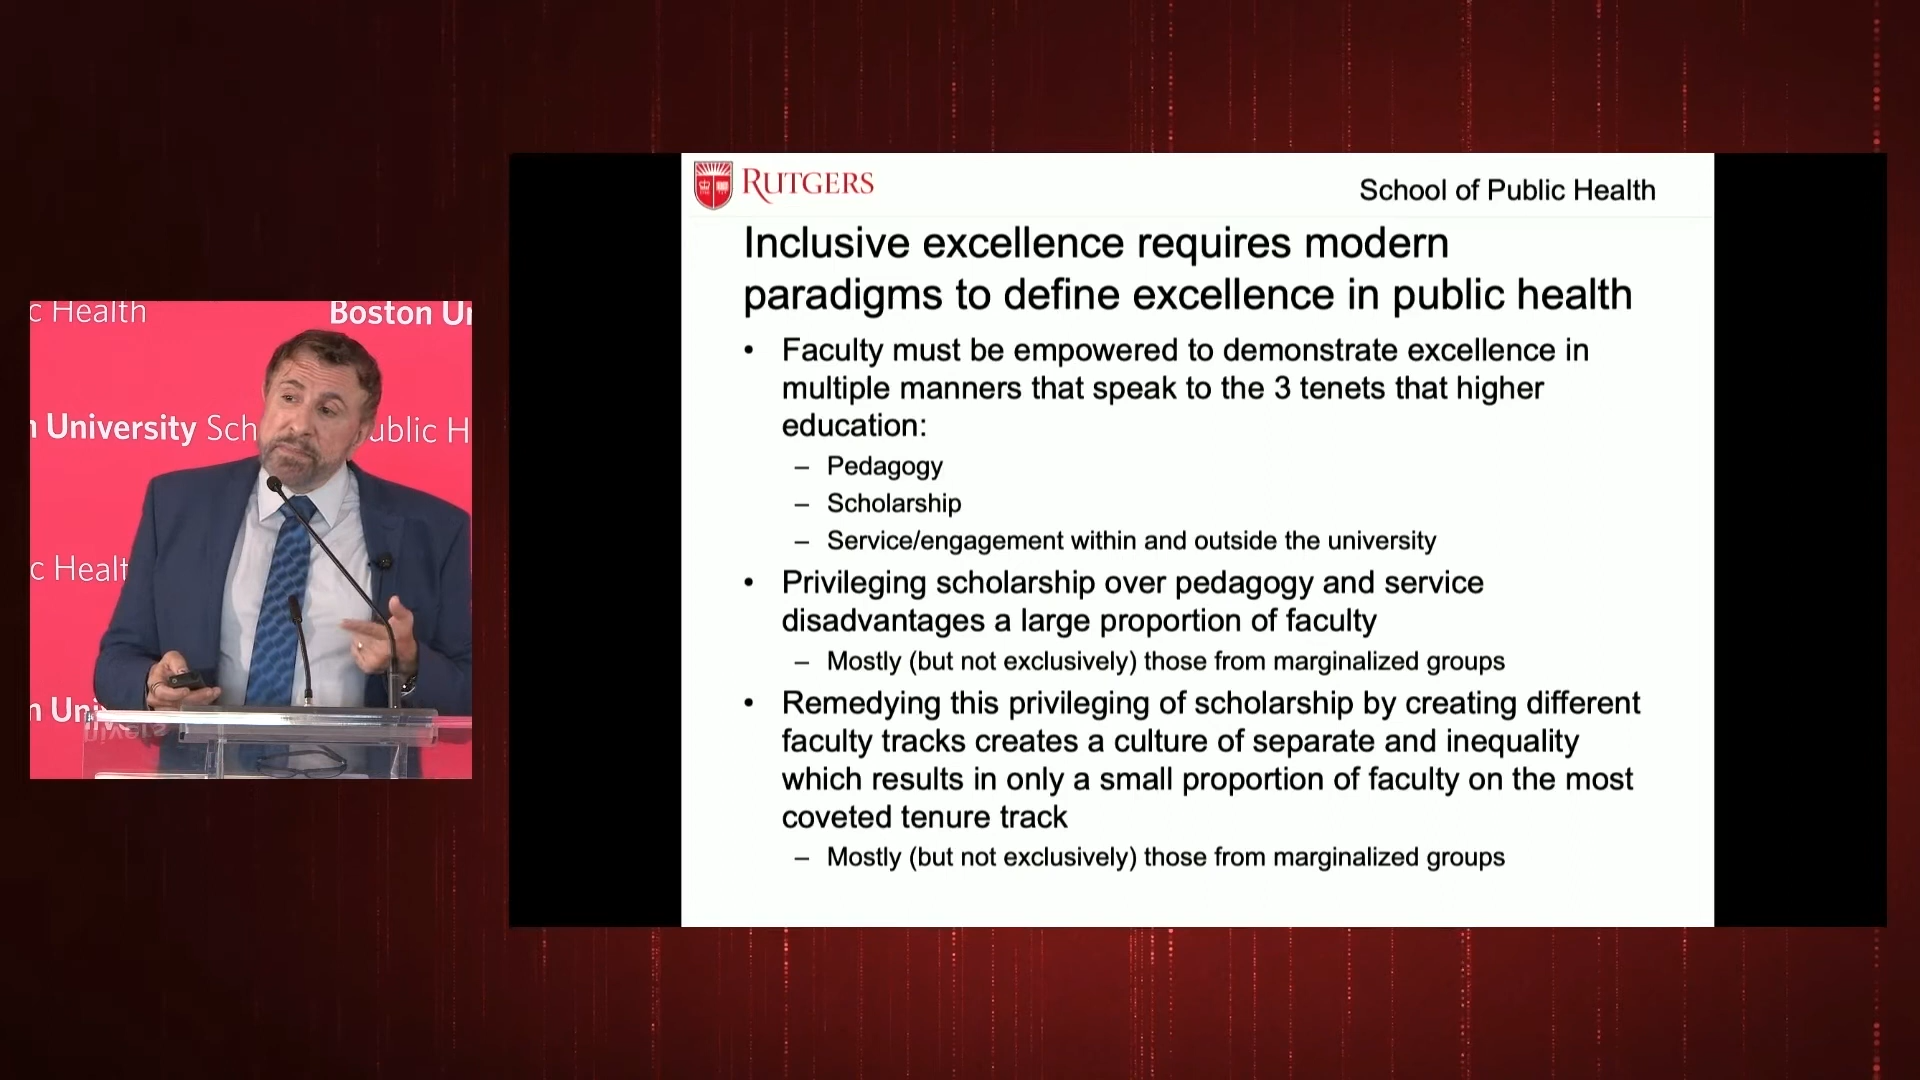 c Health
Boston Un
n University Sch
ublic H
c Healt
n Univ
RUTGERS
School of Public Health
Inclusive excellence requires modern
paradigms to define excellence in public health
• Faculty must be empowered to demonstrate excellence in
multiple manners that speak to the 3 tenets that higher
education:
– Pedagogy
– Scholarship
– Service/engagement within and outside the university
• Privileging scholarship over pedagogy and service
disadvantages a large proportion of faculty
– Mostly (but not exclusively) those from marginalized groups
• Remedying this privileging of scholarship by creating different
faculty tracks creates a culture of separate and inequality
which results in only a small proportion of faculty on the most
coveted tenure track
– Mostly (but not exclusively) those from marginalized groups